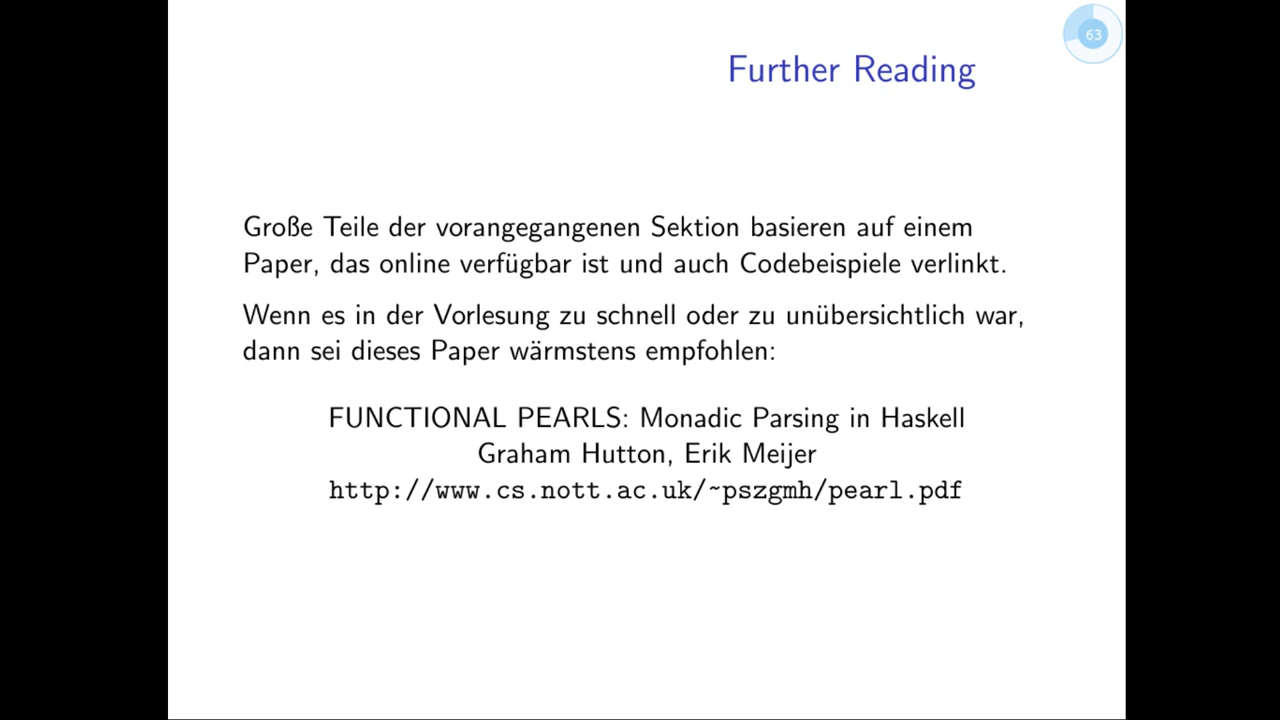 63
Further Reading
Große Teile der vorangegangenen Sektion basieren auf einem
Paper, das online verfügbar ist und auch Codebeispiele verlinkt.
Wenn es in der Vorlesung zu schnell oder zu unübersichtlich war,
dann sei dieses Paper wärmstens empfohlen:
FUNCTIONAL PEARLS: Monadic Parsing in Haskell
Graham Hutton, Erik Meijer
http://www.cs.nott.ac.uk/~pszgmh/pearl.pdf